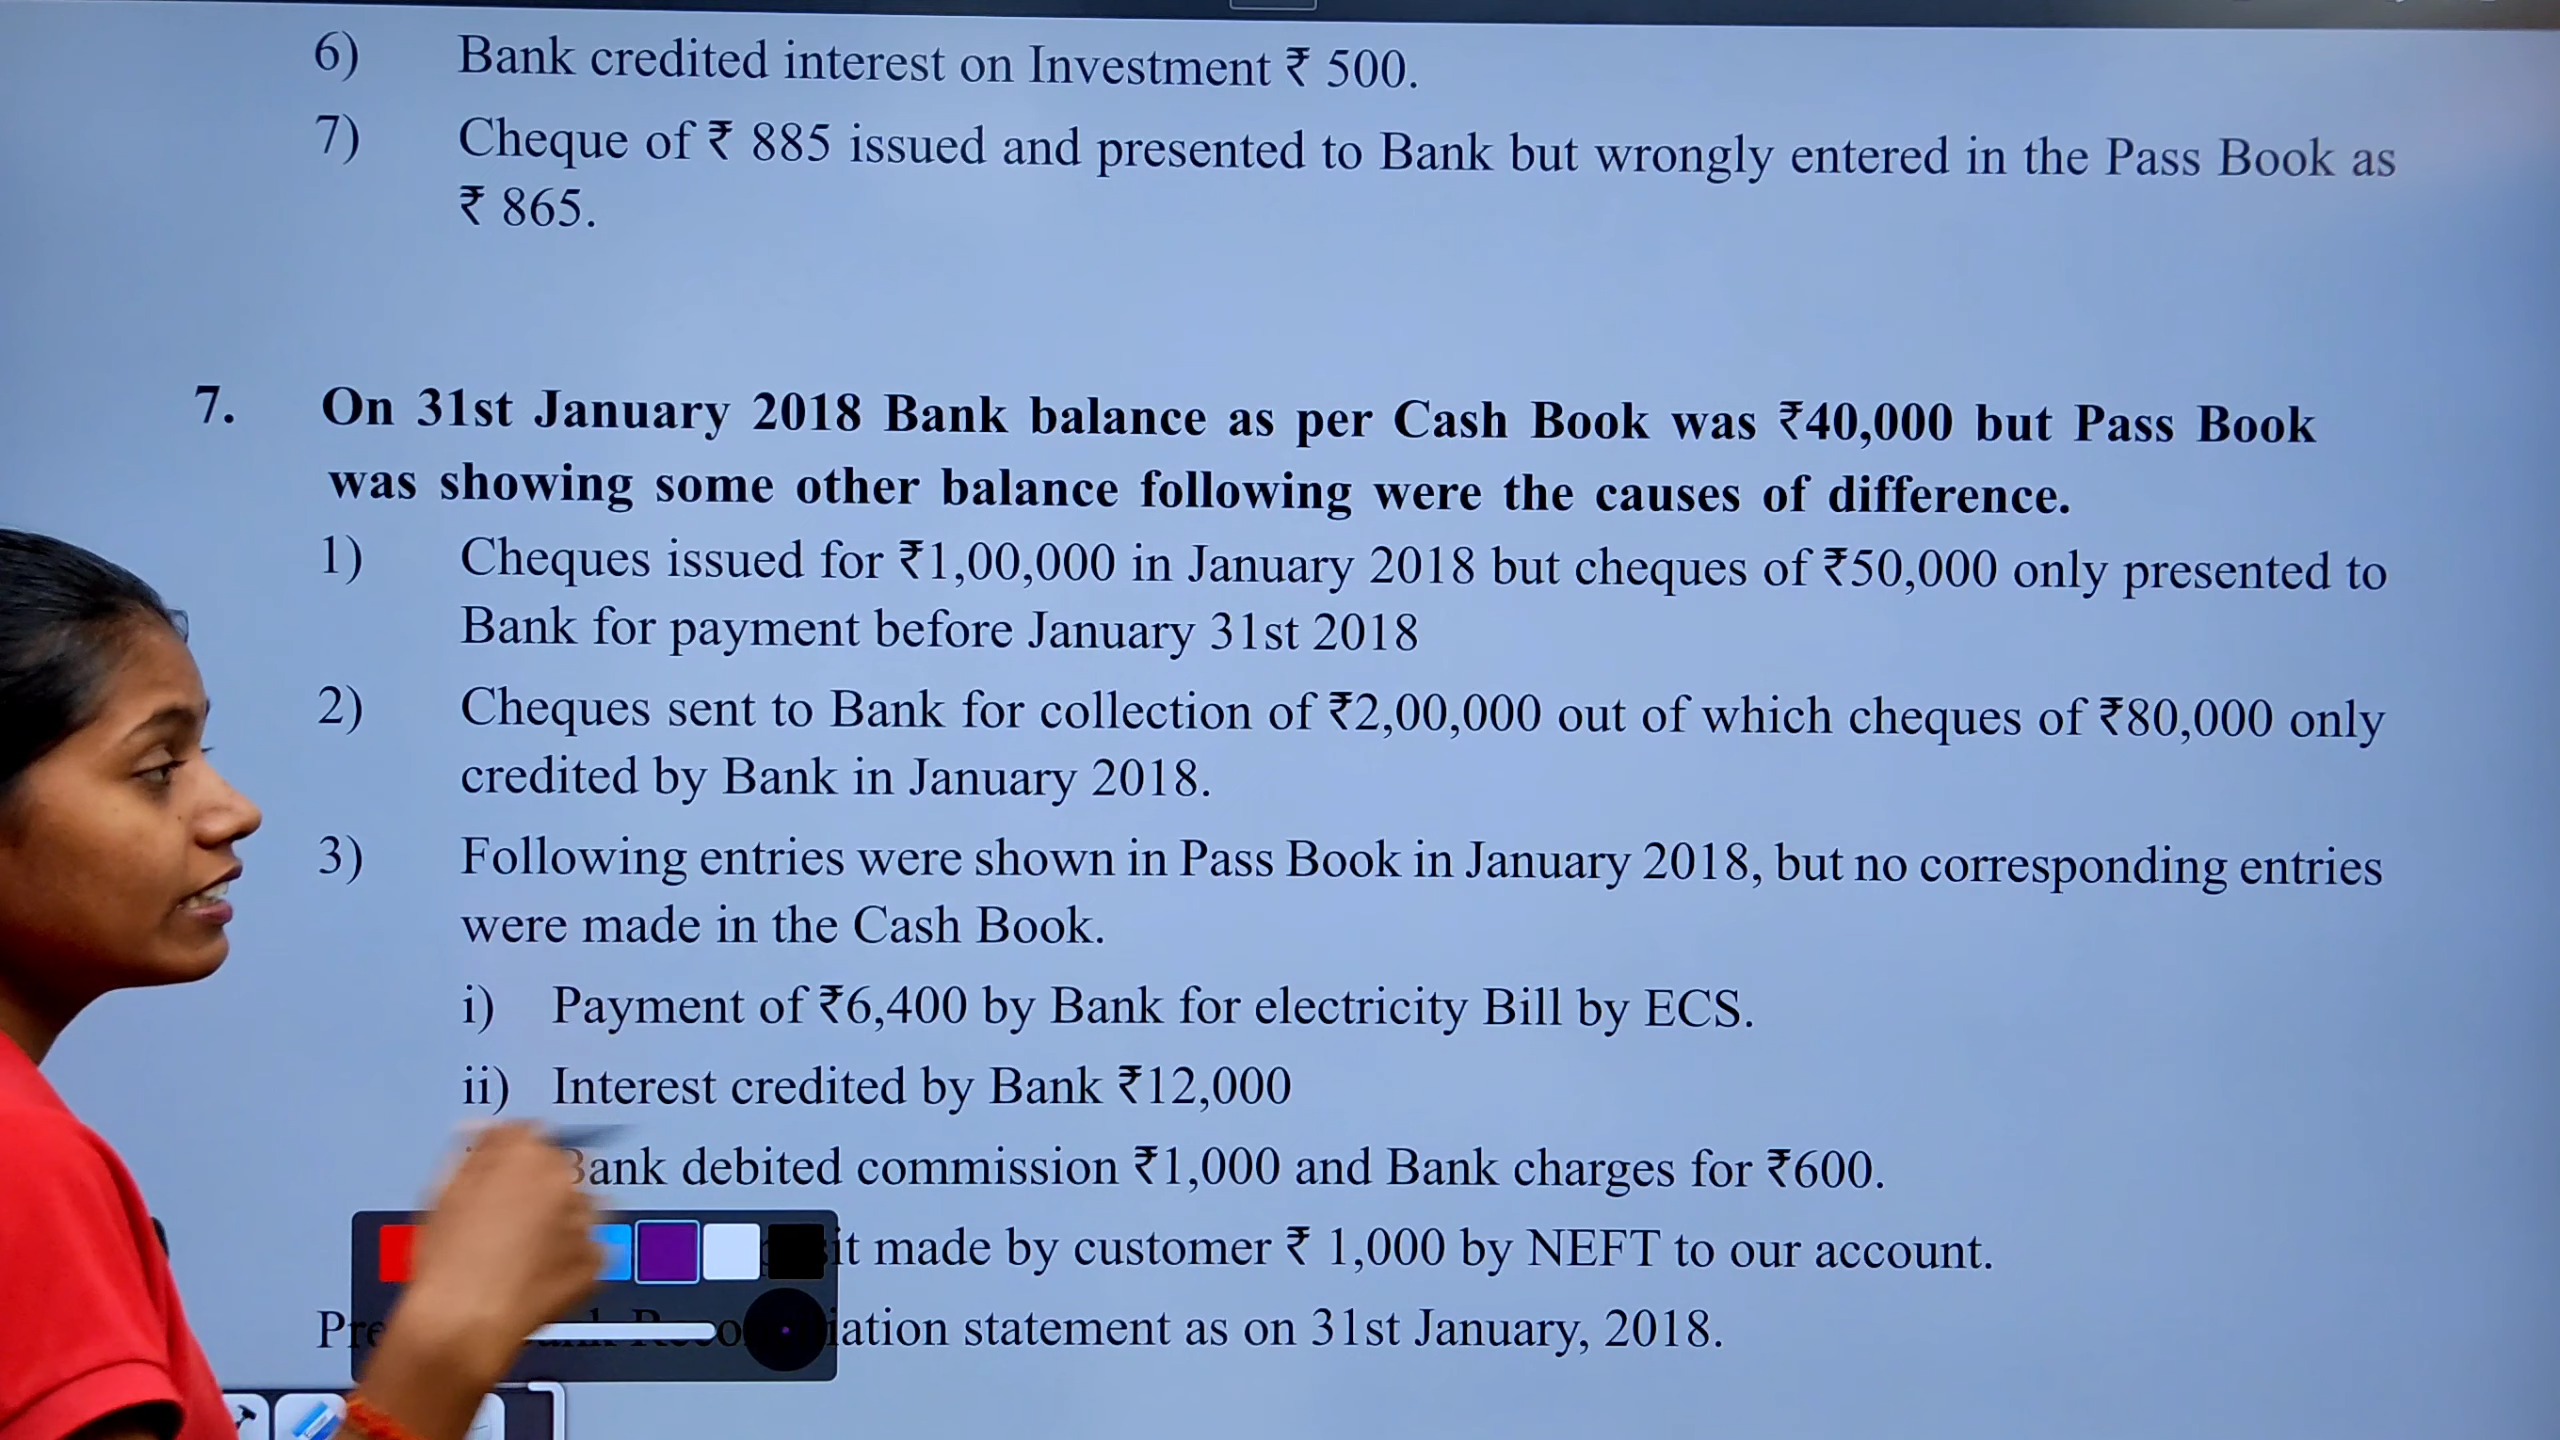 6) Bank credited interest on Investment ₹ 500.
7) Cheque of ₹ 885 issued and presented to Bank but wrongly entered in the Pass Book as
₹ 865.
7. On 31st January 2018 Bank balance as per Cash Book was ₹40,000 but Pass Book
was showing some other balance following were the causes of difference.
1) Cheques issued for ₹1,00,000 in January 2018 but cheques of ₹50,000 only presented to
Bank for payment before January 31st 2018
2) Cheques sent to Bank for collection of ₹2,00,000 out of which cheques of ₹80,000 only
credited by Bank in January 2018.
3) Following entries were shown in Pass Book in January 2018, but no corresponding entries
were made in the Cash Book.
i) Payment of ₹6,400 by Bank for electricity Bill by ECS.
ii) Interest credited by Bank ₹12,000
Bank debited commission ₹1,000 and Bank charges for ₹600.
made by customer ₹ 1,000 by NEFT to our account.
statement as on 31st January, 2018.